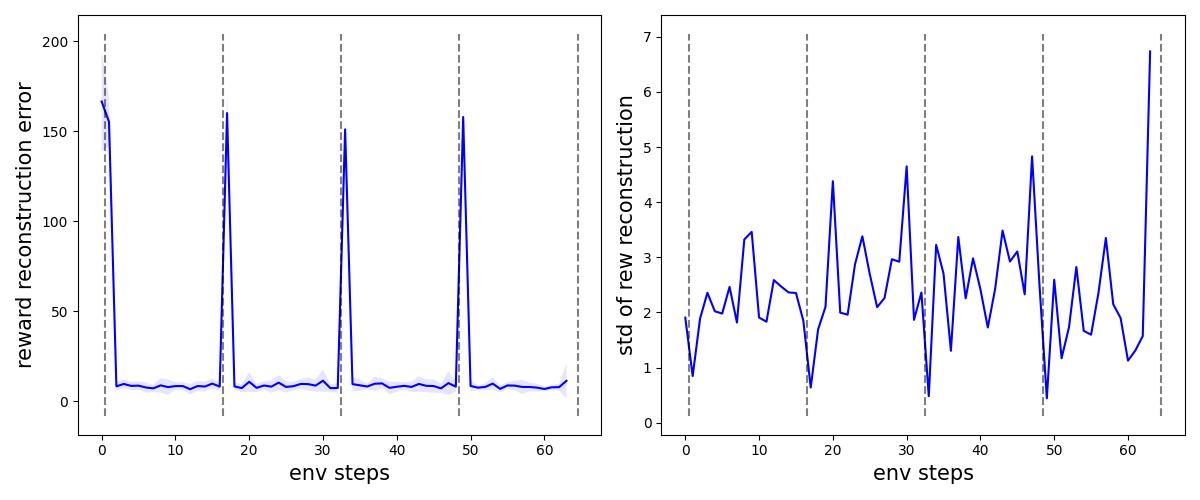 reward reconstruction error
200
150
100
50
0
0 10 20 30 40 50 60
env steps
std of rew reconstruction
7
6
5
4
3
2
1
0
0 10 20 30 40 50 60
env steps